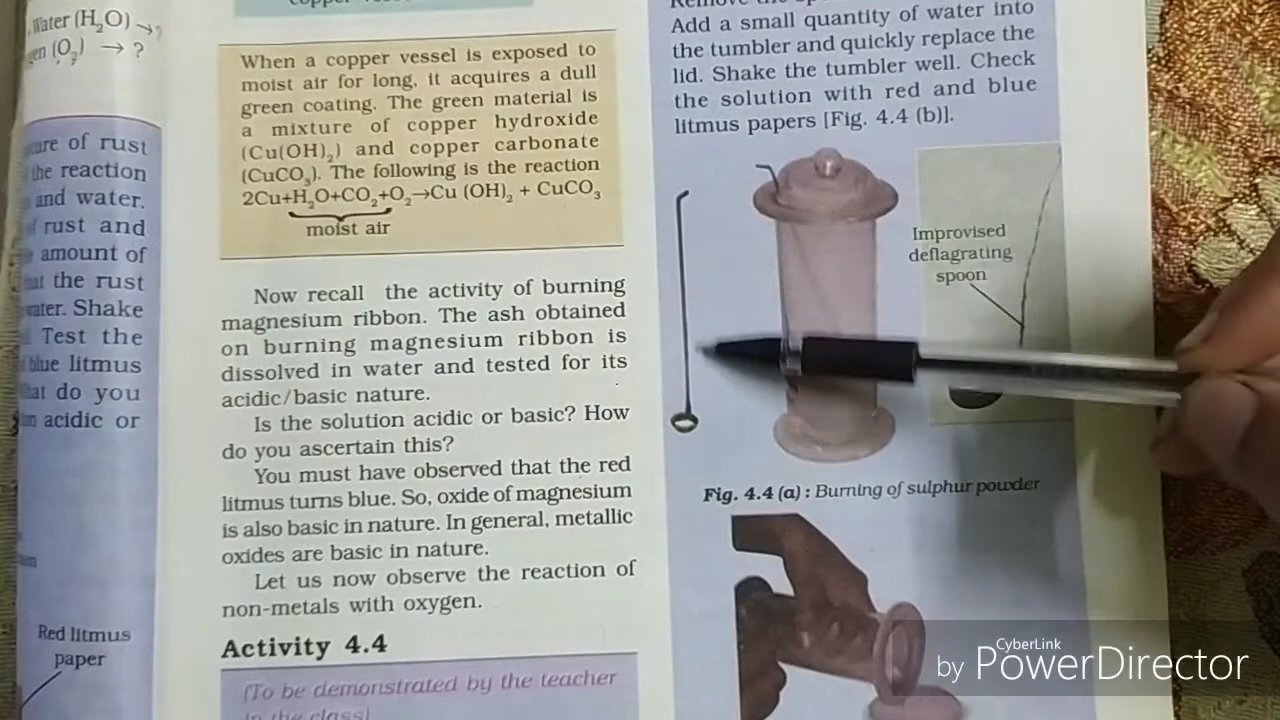 Water (H₂O) → ?
gen (O₂) → ?
of rust
the reaction
and water.
rust and
amount of
the rust
water. Shake
Test the
blue litmus
do you
acidic or
Red litmus
paper
When a copper vessel is exposed to
moist air for long, it acquires a dull
green coating. The green material is
a mixture of copper hydroxide
(Cu(OH)₂) and copper carbonate
(CuCO₃). The following is the reaction
2Cu+H₂O+CO₂+O₂→Cu (OH)₂ + CuCO₃
moist air
Now recall the activity of burning
magnesium ribbon. The ash obtained
on burning magnesium ribbon is
dissolved in water and tested for its
acidic/basic nature.
Is the solution acidic or basic? How
do you ascertain this?
You must have observed that the red
litmus turns blue. So, oxide of magnesium
is also basic in nature. In general, metallic
oxides are basic in nature.
Let us now observe the reaction of
non-metals with oxygen.
Activity 4.4
(To be demonstrated by the teacher
in the class)
Add a small quantity of water into
the tumbler and quickly replace the
lid. Shake the tumbler well. Check
the solution with red and blue
litmus papers [Fig. 4.4 (b)].
Improvised
deflagrating
spoon
Fig. 4.4 (a) : Burning of sulphur powder
CyberLink
by PowerDirector